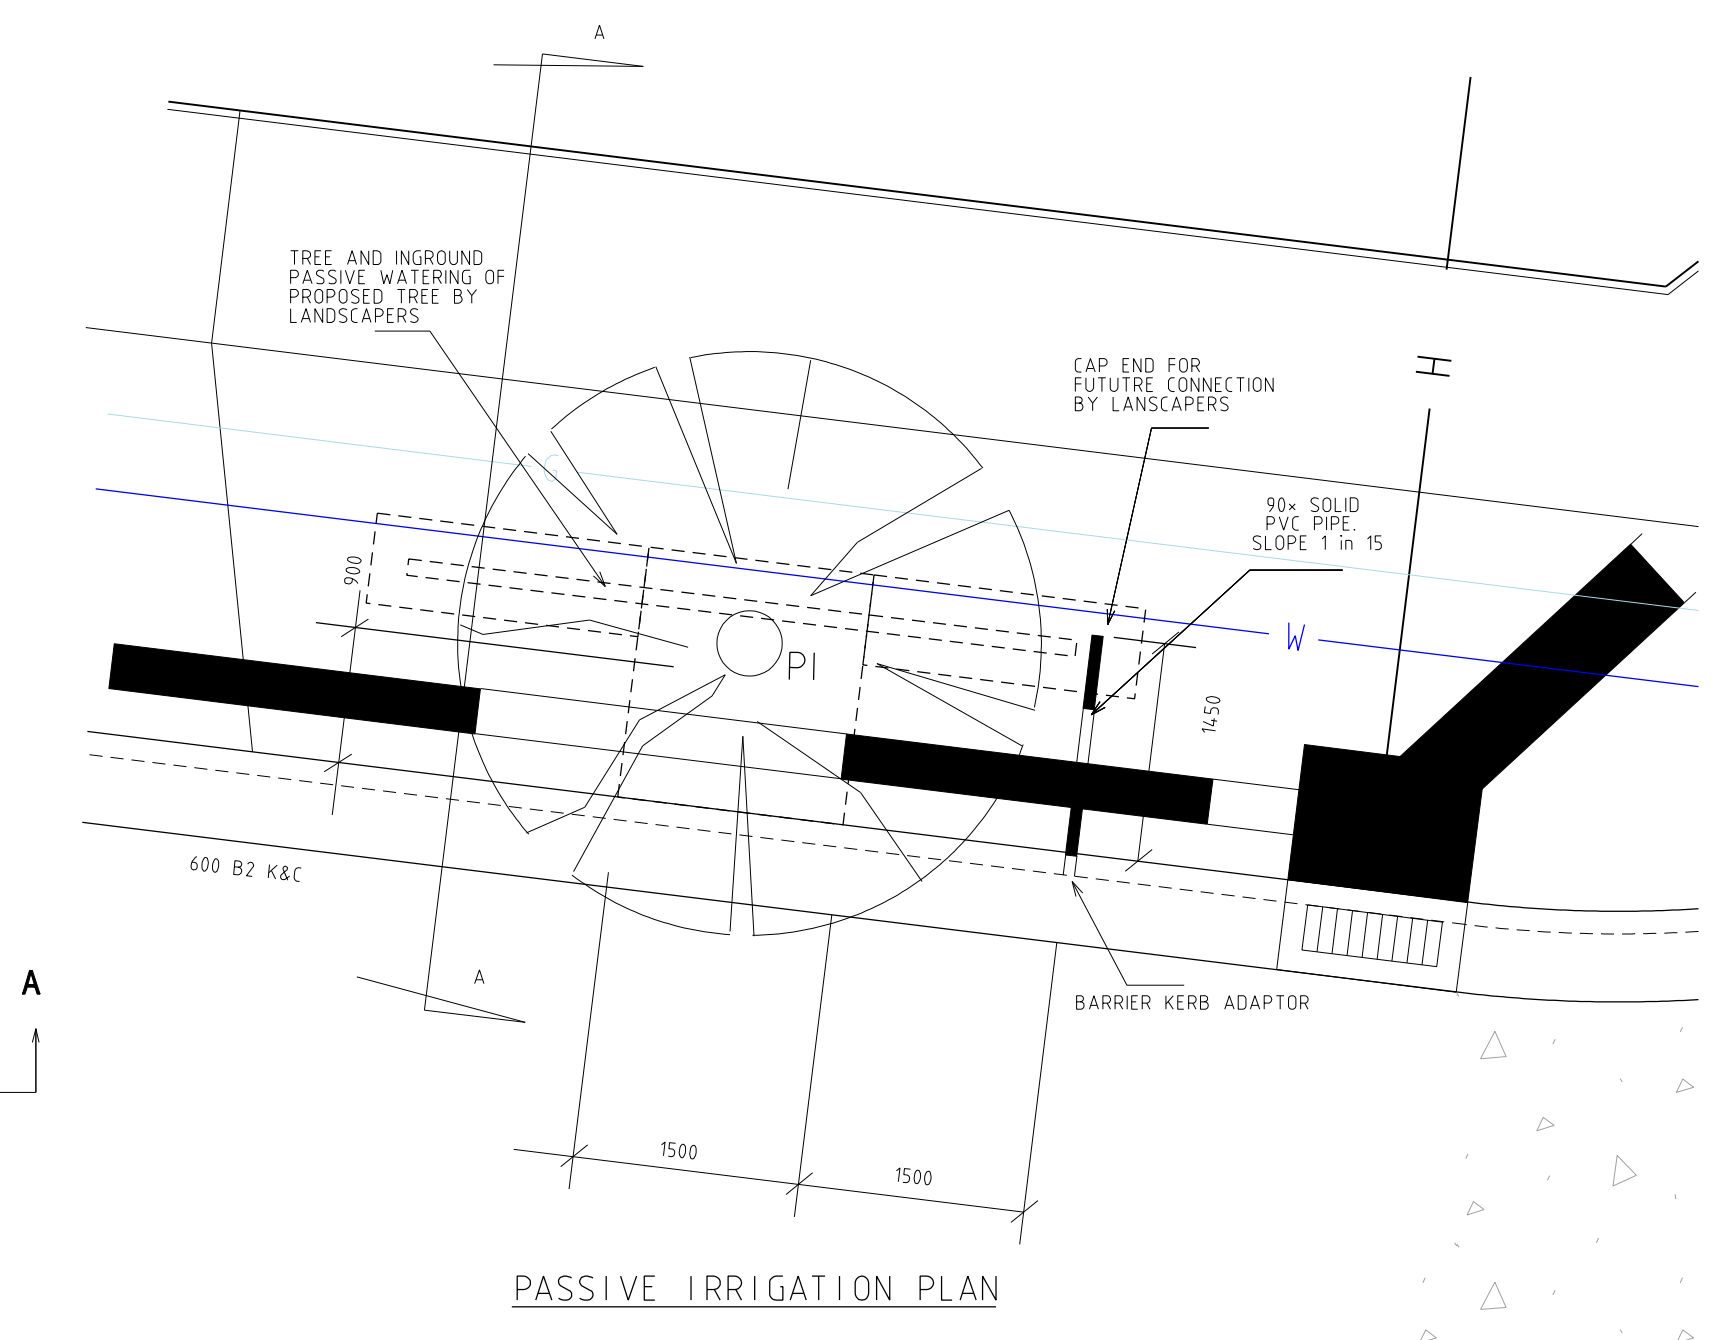 A
TREE AND INGROUND
PASSIVE WATERING OF
PROPOSED TREE BY
LANDSCAPERS
CAP END FOR
FUTUTRE CONNECTION
BY LANSCAPERS
H
G
90× SOLID
PVC PIPE.
SLOPE 1 in 15
900
W
PI
1450
600 B2 K&C
A
A
BARRIER KERB ADAPTOR
1500
1500
PASSIVE IRRIGATION PLAN